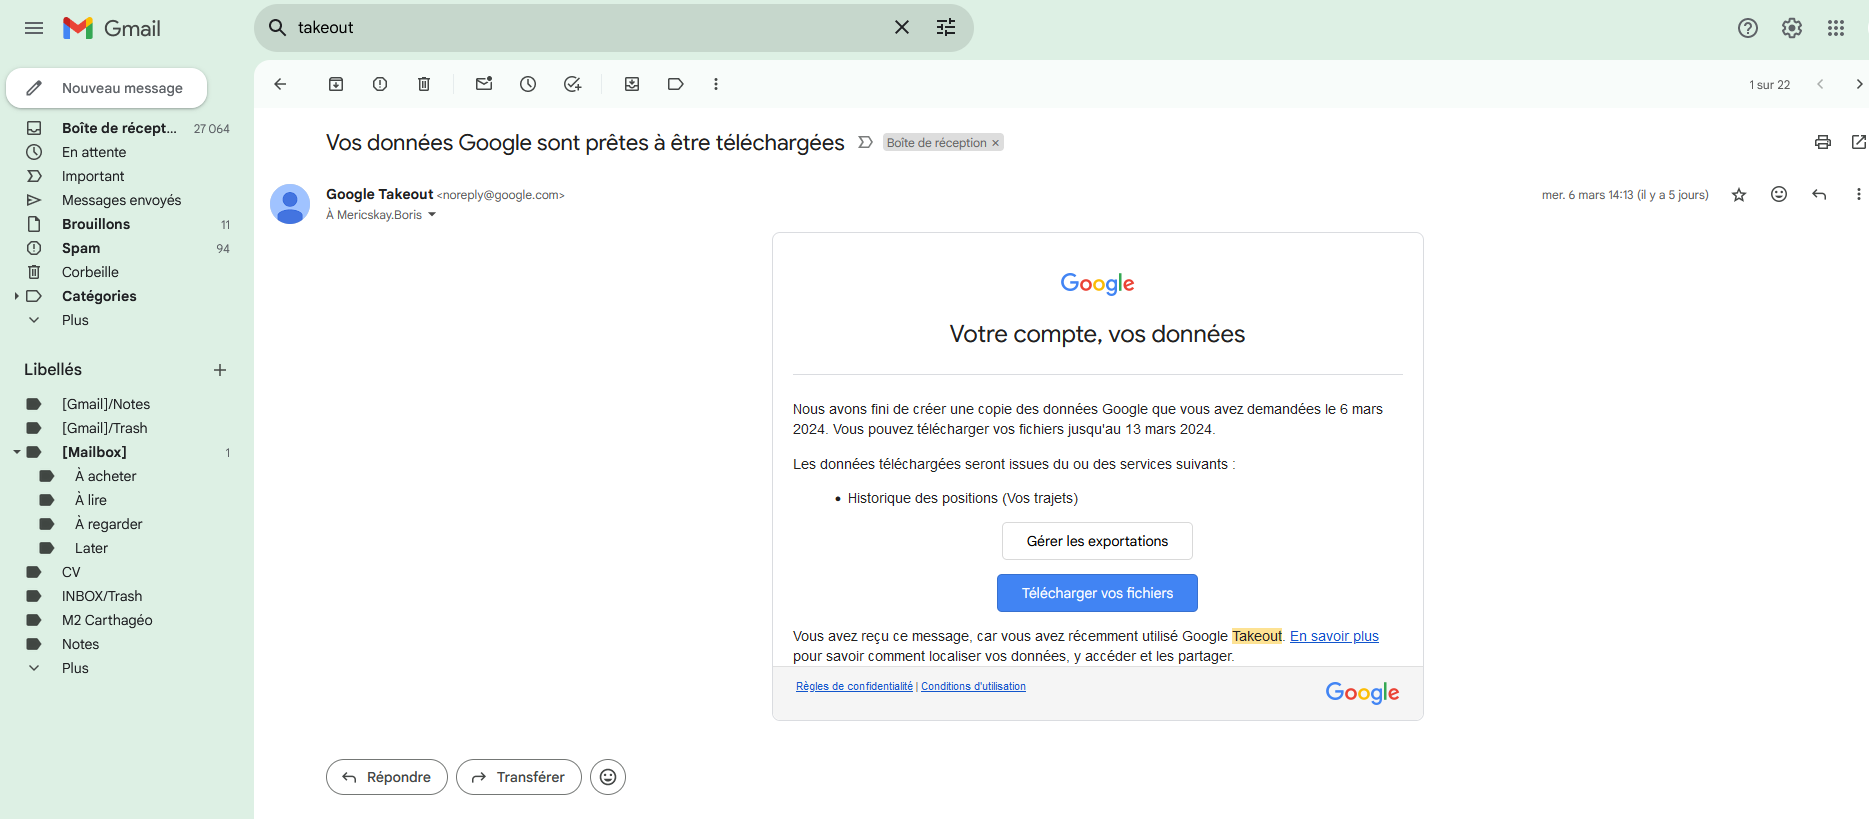 Gmail
takeout
Nouveau message
1 sur 22
Boîte de récept... 27 064
En attente
Important
Messages envoyés
Brouillons 11
Spam 94
Corbeille
Catégories
Plus
Libellés
[Gmail]/Notes
[Gmail]/Trash
[Mailbox] 1
À acheter
À lire
À regarder
Later
CV
INBOX/Trash
M2 Carthagéo
Notes
Plus
Vos données Google sont prêtes à être téléchargées Boîte de réception ×
Google Takeout <noreply@google.com> mer. 6 mars 14:13 (il y a 5 jours)
À Mericskay.Boris
Google
Votre compte, vos données
Nous avons fini de créer une copie des données Google que vous avez demandées le 6 mars
2024. Vous pouvez télécharger vos fichiers jusqu'au 13 mars 2024.
Les données téléchargées seront issues du ou des services suivants :
• Historique des positions (Vos trajets)
Gérer les exportations
Télécharger vos fichiers
Vous avez reçu ce message, car vous avez récemment utilisé Google Takeout. En savoir plus
pour savoir comment localiser vos données, y accéder et les partager.
Règles de confidentialité | Conditions d'utilisation
Google
Répondre
Transférer